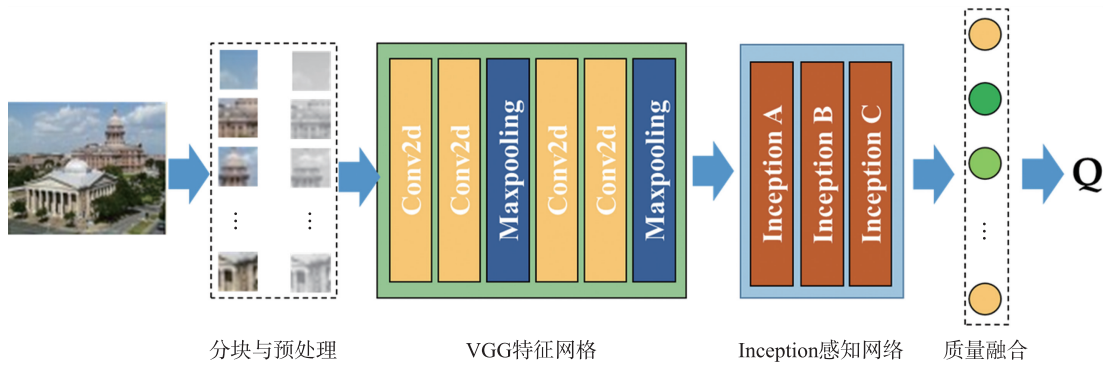 Conv2d
Conv2d
Maxpooling
Conv2d
Conv2d
Maxpooling
Inception A
Inception B
Inception C
Q
分块与预处理
VGG特征网格
Inception感知网络
质量融合